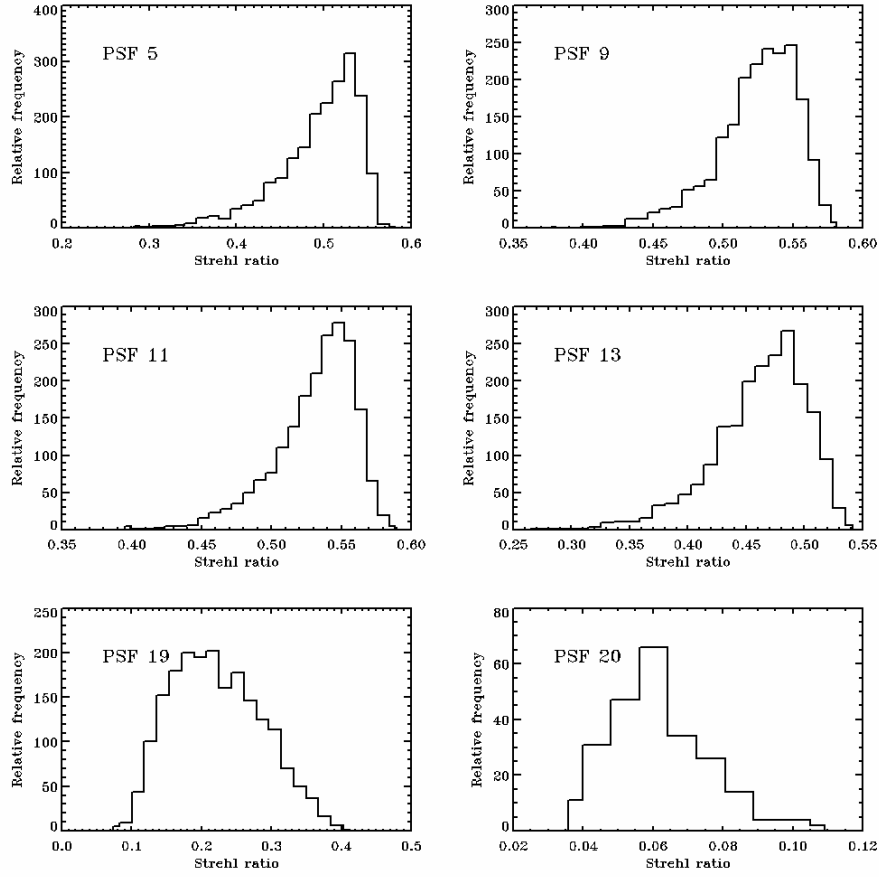 PSF 5
Relative frequency
400
300
200
100
0
0.2 0.3 0.4 0.5 0.6
Strehl ratio
PSF 9
Relative frequency
300
250
200
150
100
50
0
0.35 0.40 0.45 0.50 0.55 0.60
Strehl ratio
PSF 11
Relative frequency
300
250
200
150
100
50
0
0.35 0.40 0.45 0.50 0.55 0.60
Strehl ratio
PSF 13
Relative frequency
300
250
200
150
100
50
0
0.25 0.30 0.35 0.40 0.45 0.50 0.55
Strehl ratio
PSF 19
Relative frequency
250
200
150
100
50
0
0.0 0.1 0.2 0.3 0.4 0.5
Strehl ratio
PSF 20
Relative frequency
80
60
40
20
0
0.02 0.04 0.06 0.08 0.10 0.12
Strehl ratio